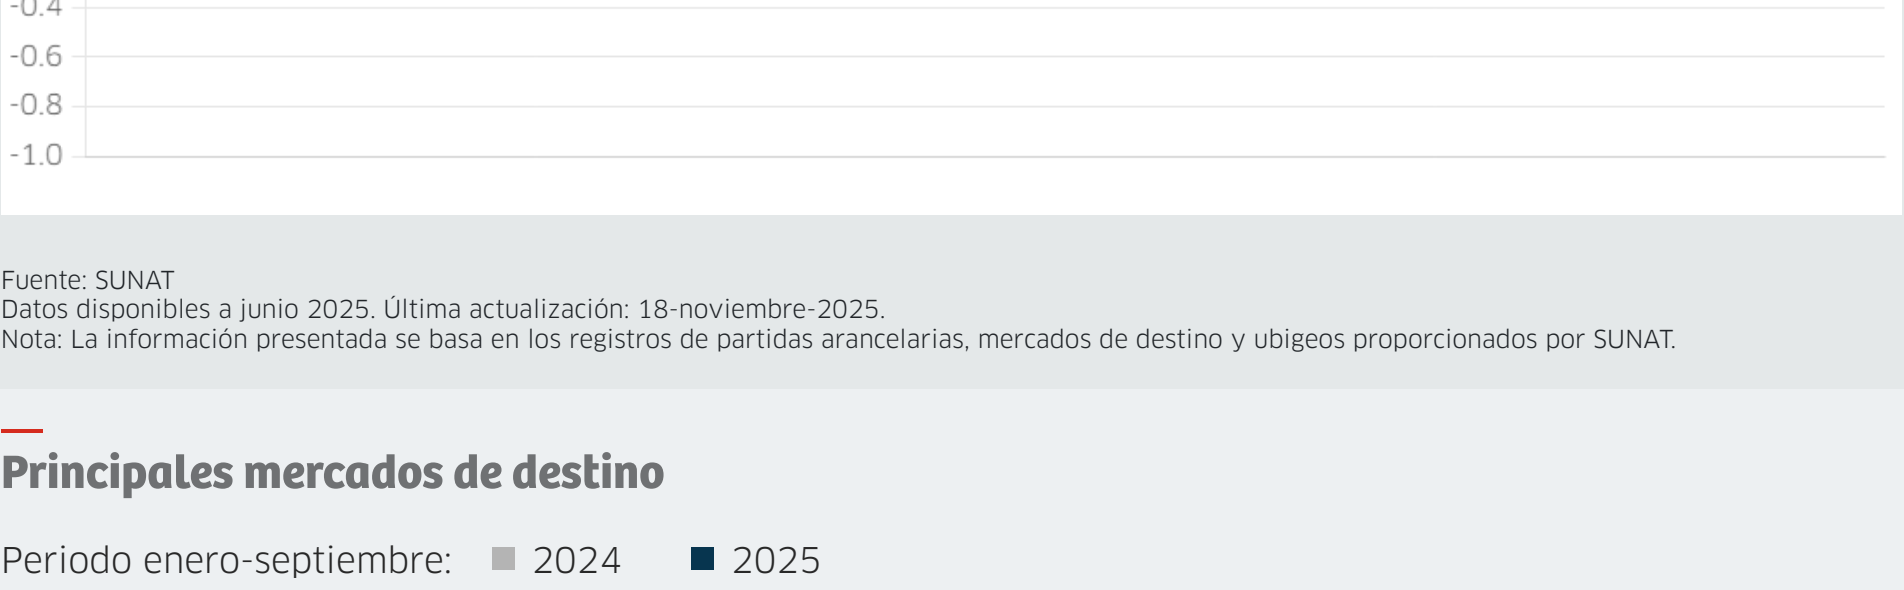 -0.4
-0.6
-0.8
-1.0
Fuente: SUNAT
Datos disponibles a junio 2025. Última actualización: 18-noviembre-2025.
Nota: La información presentada se basa en los registros de partidas arancelarias, mercados de destino y ubigeos proporcionados por SUNAT.
Principales mercados de destino
Periodo enero-septiembre: 2024 2025